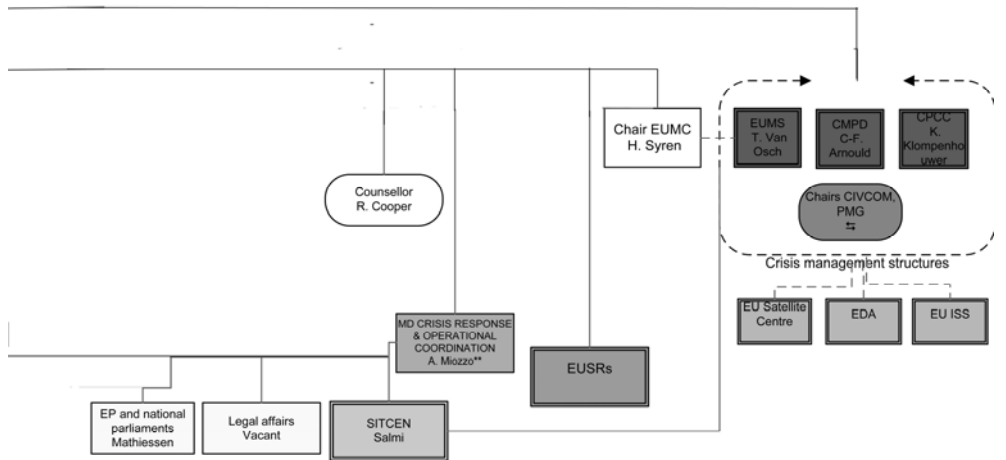 Chair EUMC
H. Syren
EUMS
T. Van
Osch
CMPD
C-F.
Arnould
CPCC
K.
Klompenho
uwer
Counsellor
R. Cooper
Chairs CIVCOM,
PMG
⇆
Crisis management structures
EU Satellite
Centre
EDA
EU ISS
MD CRISIS RESPONSE
& OPERATIONAL
COORDINATION
A. Miozzo**
EUSRs
EP and national
parliaments
Mathiessen
Legal affairs
Vacant
SITCEN
Salmi